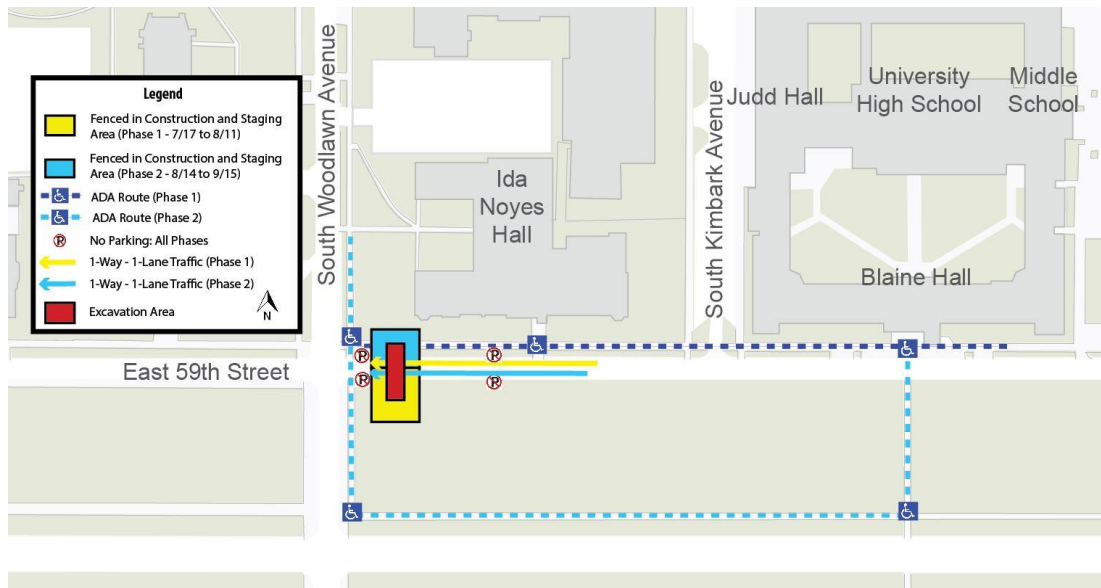 Legend
Fenced in Construction and Staging
Area (Phase 1 - 7/17 to 8/11)
Fenced in Construction and Staging
Area (Phase 2 - 8/14 to 9/15)
ADA Route (Phase 1)
ADA Route (Phase 2)
No Parking: All Phases
1-Way - 1-Lane Traffic (Phase 1)
1-Way - 1-Lane Traffic (Phase 2)
Excavation Area
N
South Woodlawn Avenue
Ida
Noyes
Hall
South Kimbark Avenue
Judd Hall
University
High School
Middle
School
Blaine Hall
East 59th Street